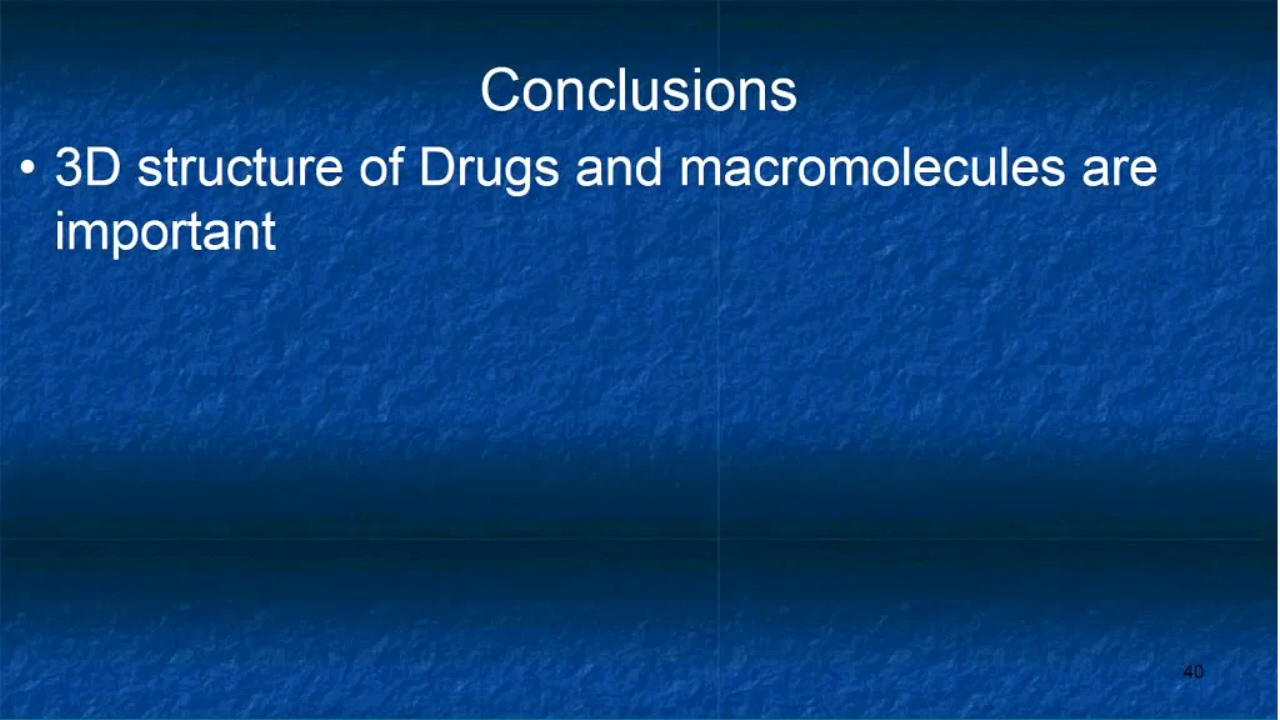 Conclusions
• 3D structure of Drugs and macromolecules are
important
40